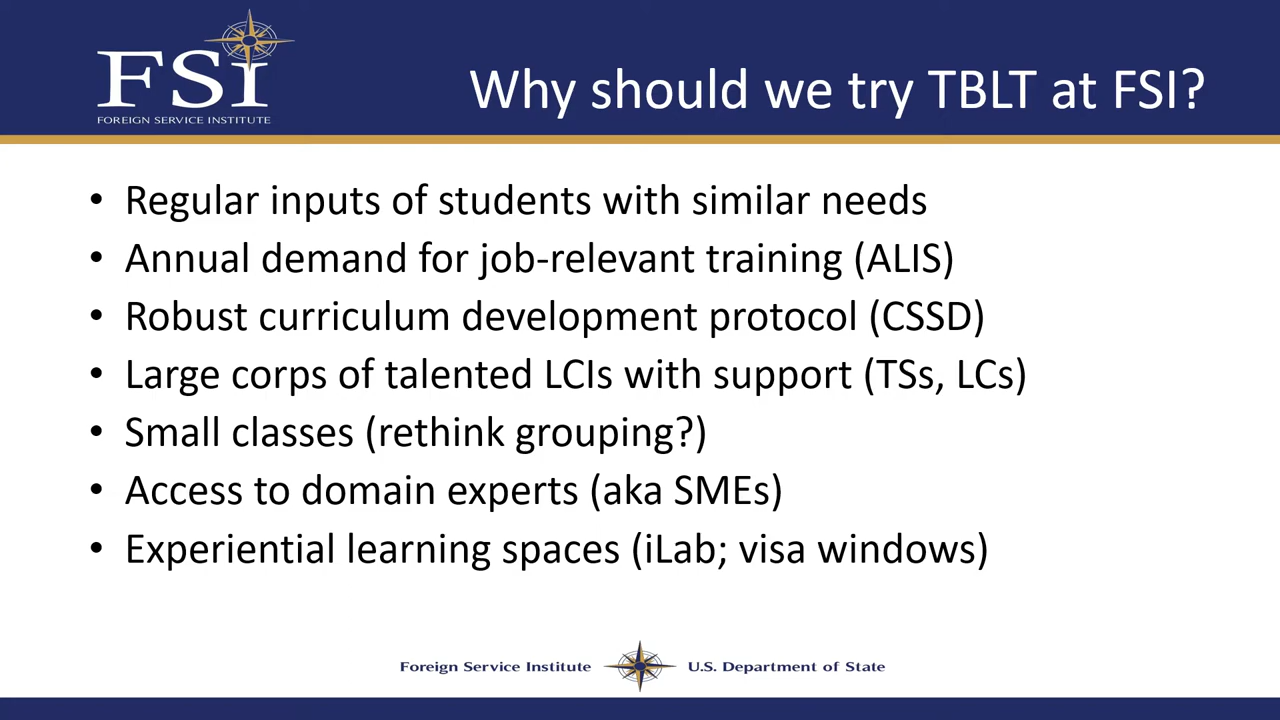 FSI
FOREIGN SERVICE INSTITUTE
Why should we try TBLT at FSI?
• Regular inputs of students with similar needs
• Annual demand for job-relevant training (ALIS)
• Robust curriculum development protocol (CSSD)
• Large corps of talented LCIs with support (TSs, LCs)
• Small classes (rethink grouping?)
• Access to domain experts (aka SMEs)
• Experiential learning spaces (iLab; visa windows)
Foreign Service Institute U.S. Department of State